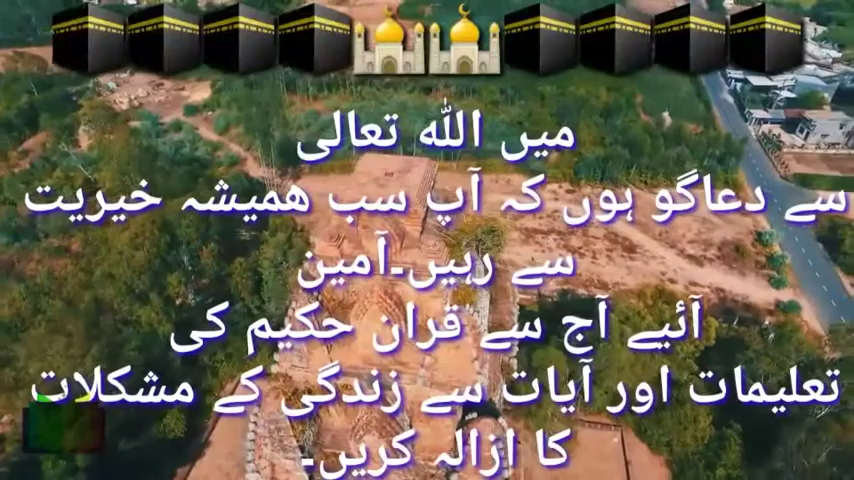 میں اللہ تعالی
سے دعاگو ہوں کہ آپ سب ھمیشہ خیریت
سے رہیں۔آمین
آئیے آج سے قران حکیم کی
تعلیمات اور آیات سے زندگی کے مشکلات
کا ازالہ کریں۔